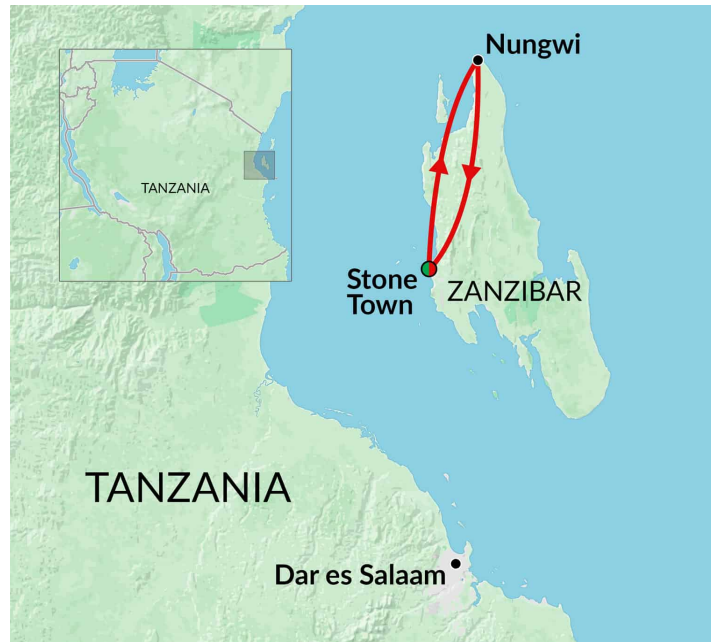 Nungwi
TANZANIA
Stone
Town
ZANZIBAR
TANZANIA
Dar es Salaam